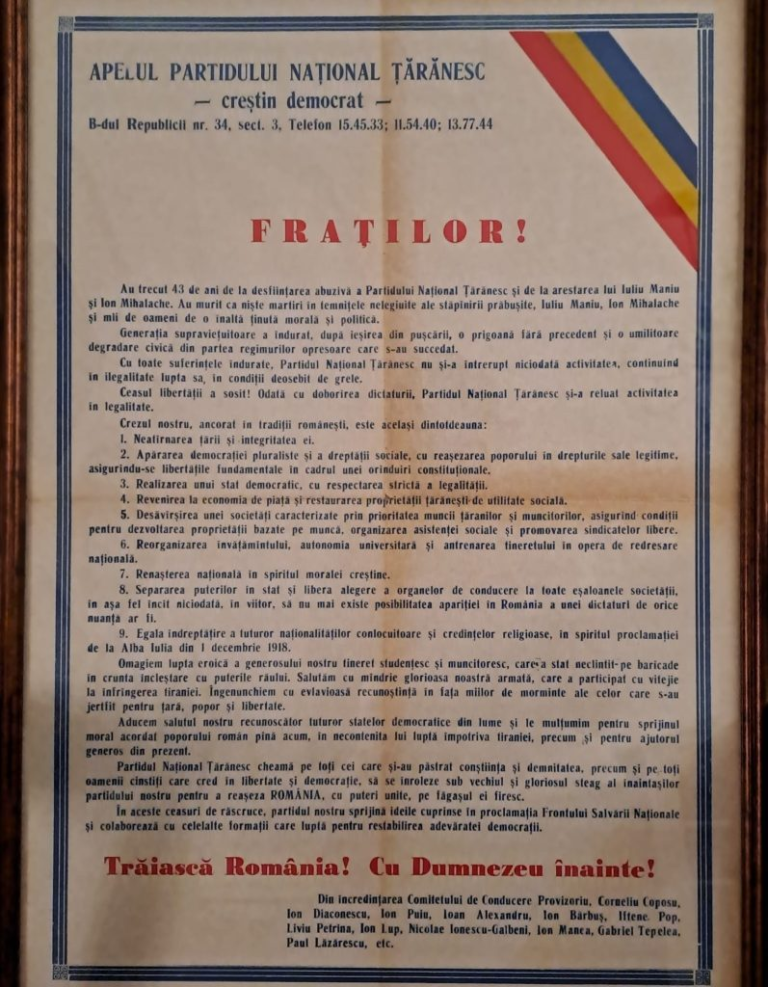 APELUL PARTIDULUI NAȚIONAL ȚĂRĂNESC
— creștin democrat —
B-dul Republicii nr. 34, sect. 3, Telefon 15.45.33; 11.54.40; 13.77.44
FRAȚILOR!
Au trecut 43 de ani de la desființarea abuzivă a Partidului Național Țărănesc și de la arestarea lui Iuliu Maniu
și Ion Mihalache. Au murit ca niște martiri în temnițele nelegiuite ale stăpînirii prăbușite, Iuliu Maniu, Ion Mihalache
și mii de oameni de o înaltă ținută morală și politică.
Generația supraviețuitoare a îndurat, după ieșirea din pușcării, o prigoană fără precedent și o umilitoare
degradare civică din partea regimurilor opresoare care s-au succedat.
Cu toate suferințele îndurate, Partidul Național Țărănesc nu și-a întrerupt niciodată activitatea, continuînd
în ilegalitate lupta sa, în condiții deosebit de grele.
Ceasul libertății a sosit! Odată cu doborîrea dictaturii, Partidul Național Țărănesc și-a reluat activitatea
în legalitate.
Crezul nostru, ancorat în tradiții românești, este același dintotdeauna:
1. Neatîrnarea țării și integritatea ei.
2. Apărarea democrației pluraliste și a dreptății sociale, cu reașezarea poporului în drepturile sale legitime,
asigurîndu-se libertățile fundamentale în cadrul unei orînduiri constituționale.
3. Realizarea unui stat democratic, cu respectarea strictă a legalității.
4. Revenirea la economia de piață și restaurarea proprietății țărănești de utilitate socială.
5. Desăvîrșirea unei societăți caracterizate prin prioritatea muncii țăranilor și muncitorilor, asigurînd condiții
pentru dezvoltarea proprietății bazate pe muncă, organizarea asistenței sociale și promovarea sindicatelor libere.
6. Reorganizarea învățămîntului, autonomia universitară și antrenarea tineretului în opera de redresare
națională.
7. Renașterea națională în spiritul moralei creștine.
8. Separarea puterilor în stat și libera alegere a organelor de conducere la toate eșaloanele societății,
în așa fel încît niciodată, în viitor, să nu mai existe posibilitatea apariției în România a unei dictaturi de orice
nuanță ar fi.
9. Egala îndreptățire a tuturor naționalităților conlocuitoare și credințelor religioase, în spiritul proclamației
de la Alba Iulia din 1 decembrie 1918.
Omagiem lupta eroică a generosului nostru tineret studențesc și muncitoresc, care a stat neclintit pe baricade
în crunta încleștare cu puterile răului. Salutăm cu mîndrie glorioasa noastră armată, care a participat cu vitejie
la înfrîngerea tiraniei. Îngenunchiem cu evlavioasă recunoștință în fața miilor de morminte ale celor care s-au
jertfit pentru țară, popor și libertate.
Aducem salutul nostru recunoscător tuturor statelor democratice din lume și le mulțumim pentru sprijinul
moral acordat poporului român pînă acum, în necontenita lui luptă împotriva tiraniei, precum și pentru ajutorul
generos din prezent.
Partidul Național Țărănesc cheamă pe toți cei care și-au păstrat conștiința și demnitatea, precum și pe toți
oamenii cinstiți care cred în libertate și democrație, să se înroleze sub vechiul și gloriosul steag al înaintașilor
partidului nostru pentru a reașeza ROMÂNIA, cu puteri unite, pe făgașul ei firesc.
În aceste ceasuri de răscruce, partidul nostru sprijină ideile cuprinse în proclamația Frontului Salvării Naționale
și colaborează cu celelalte formații care luptă pentru restabilirea adevăratei democrații.
Trăiască România! Cu Dumnezeu înainte!
Din încredințarea Comitetului de Conducere Provizoriu, Corneliu Coposu,
Ion Diaconescu, Ion Puiu, Ioan Alexandru, Ion Bărbuș, Iftene Pop,
Liviu Petrina, Ion Lup, Nicolae Ionescu-Galbeni, Ion Manea, Gabriel Țepelea,
Paul Lăzărescu, etc.